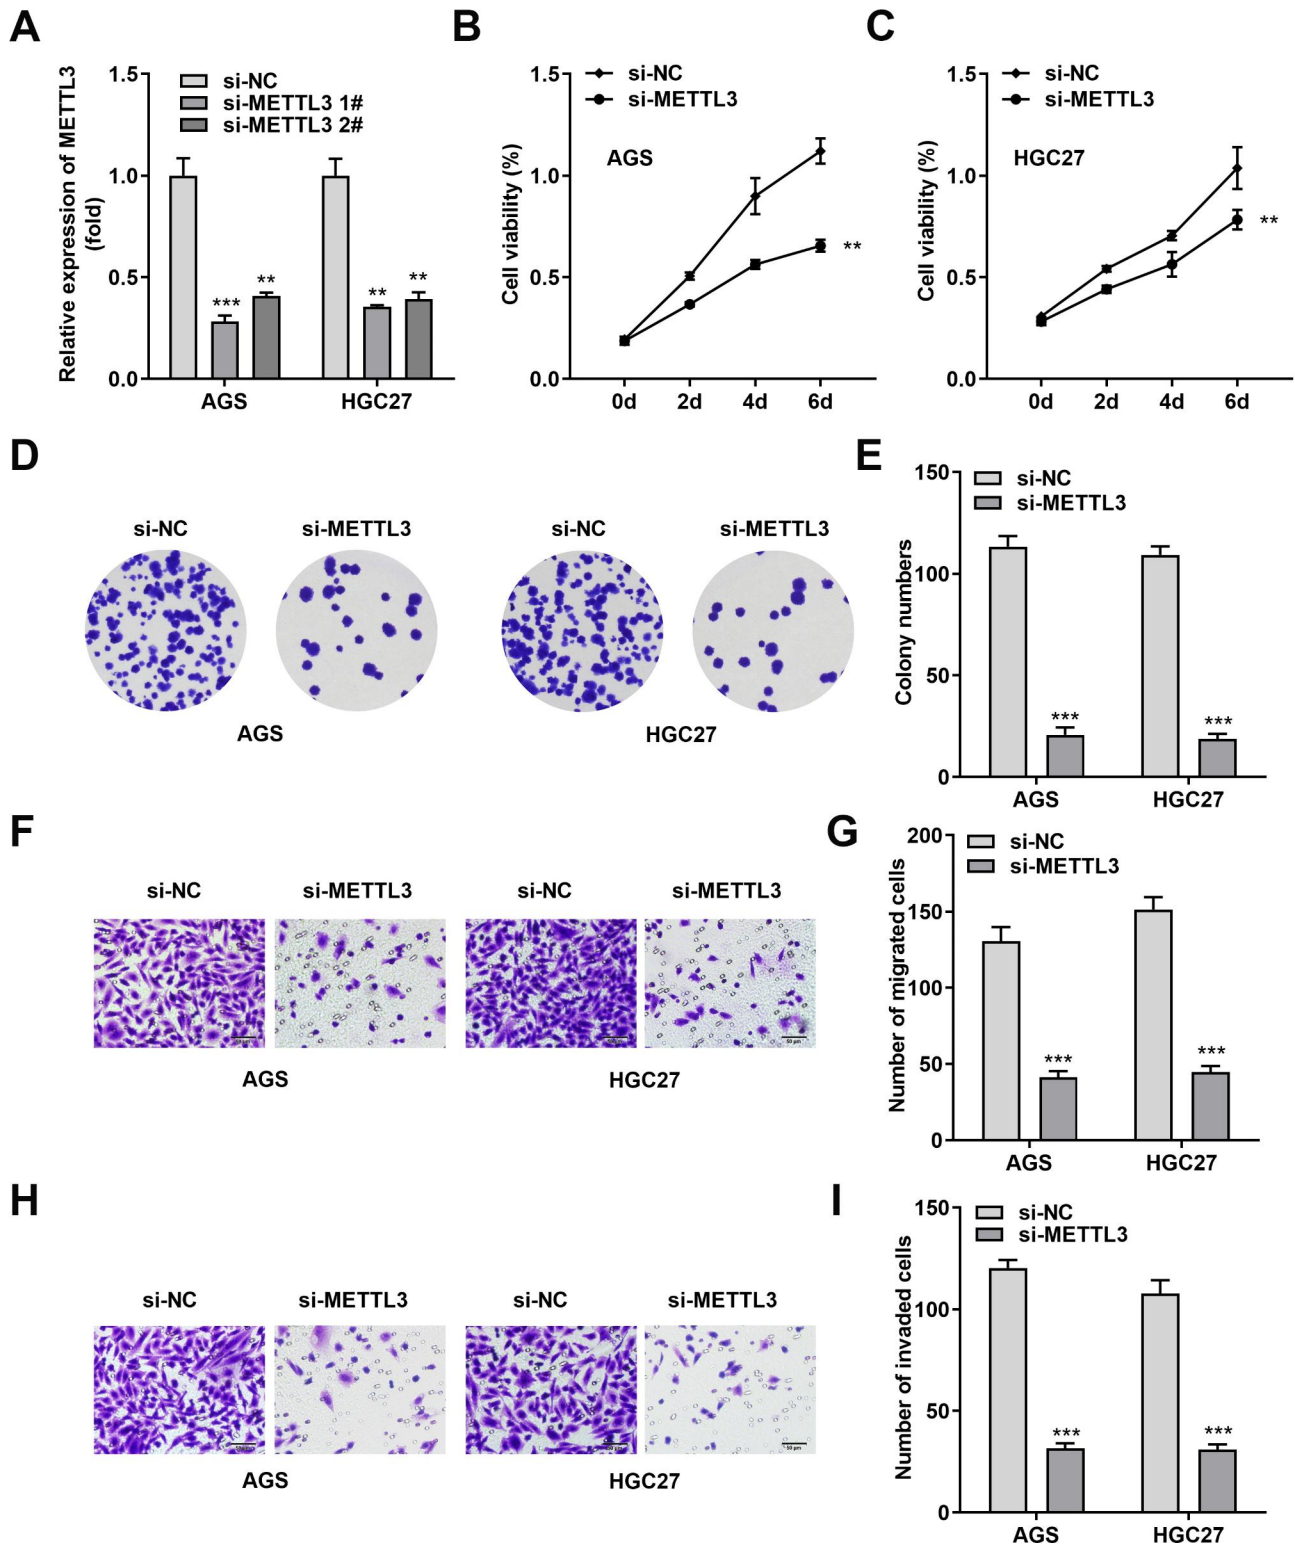 A
Relative expression of METTL3
(fold)
1.5
1.0
0.5
0.0
si-NC
si-METTL3 1#
si-METTL3 2#
***
**
**
**
AGS
HGC27
B
Cell viability (%)
1.5
1.0
0.5
0.0
si-NC
si-METTL3
AGS
**
0d
2d
4d
6d
C
Cell viability (%)
1.5
1.0
0.5
0.0
si-NC
si-METTL3
HGC27
**
0d
2d
4d
6d
D
si-NC
si-METTL3
si-NC
si-METTL3
AGS
HGC27
E
Colony numbers
150
100
50
0
si-NC
si-METTL3
***
***
AGS
HGC27
F
si-NC
si-METTL3
si-NC
si-METTL3
50 μm
AGS
HGC27
G
Number of migrated cells
200
150
100
50
0
si-NC
si-METTL3
***
***
AGS
HGC27
H
si-NC
si-METTL3
si-NC
si-METTL3
50 μm
AGS
HGC27
I
Number of invaded cells
150
100
50
0
si-NC
si-METTL3
***
***
AGS
HGC27